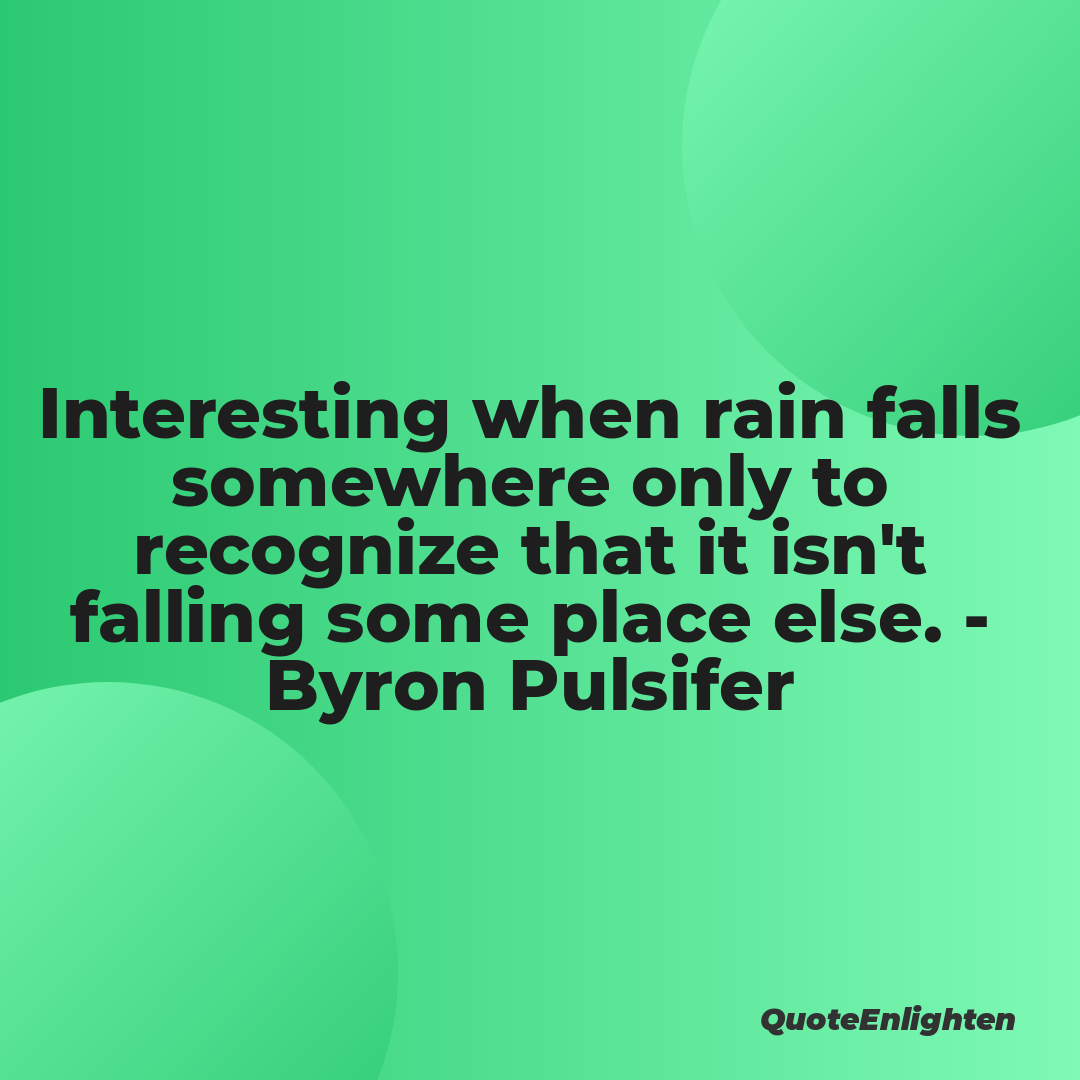 Interesting when rain falls
somewhere only to
recognize that it isn't
falling some place else. -
Byron Pulsifer
QuoteEnlighten